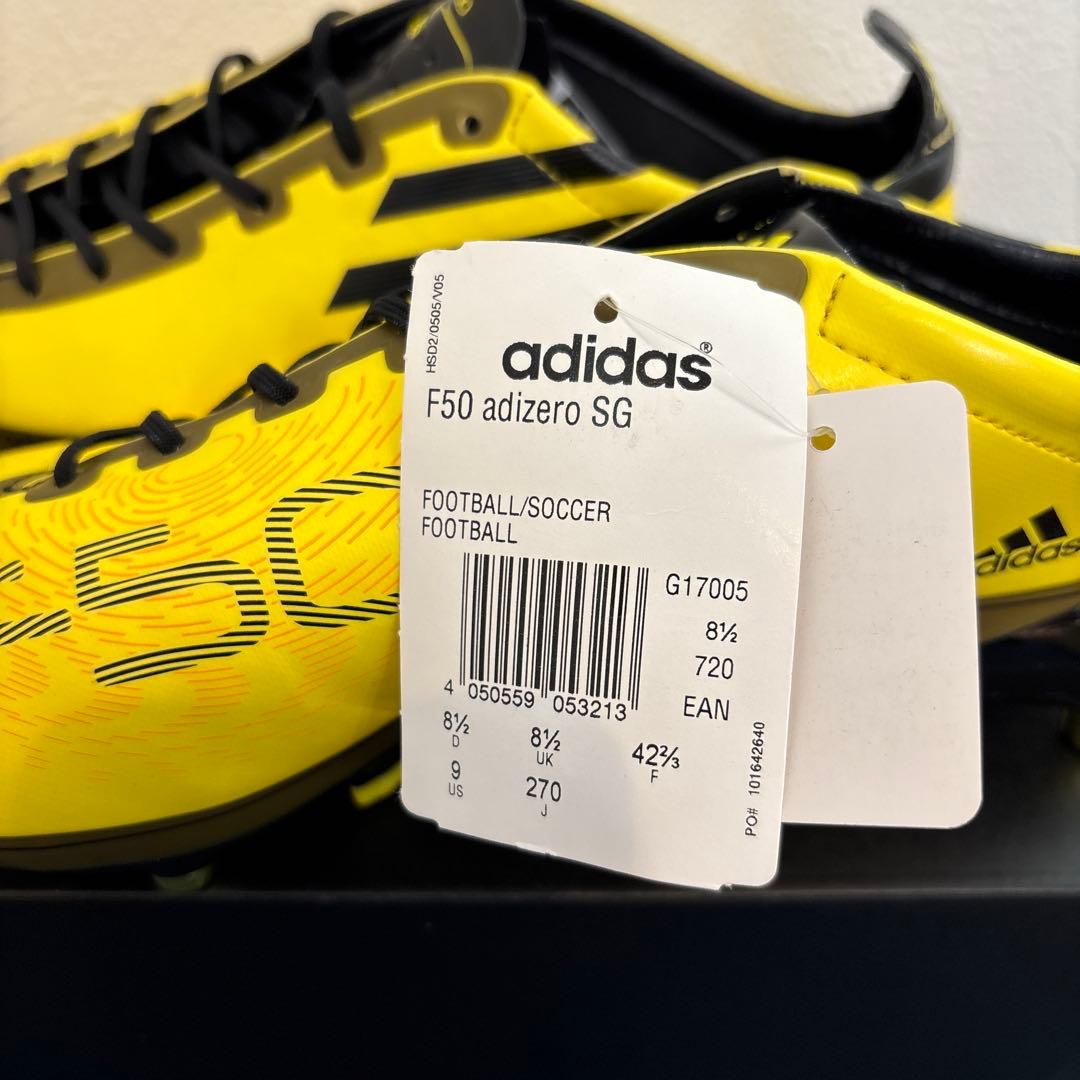 HSD2/0505/V05
adidas®
F50 adizero SG
FOOTBALL/SOCCER
FOOTBALL
G17005
8½
720
EAN
4 050559 053213
8½ D
8½ UK
42⅔ F
9 US
270 J
PO# 101642640
50
adidas